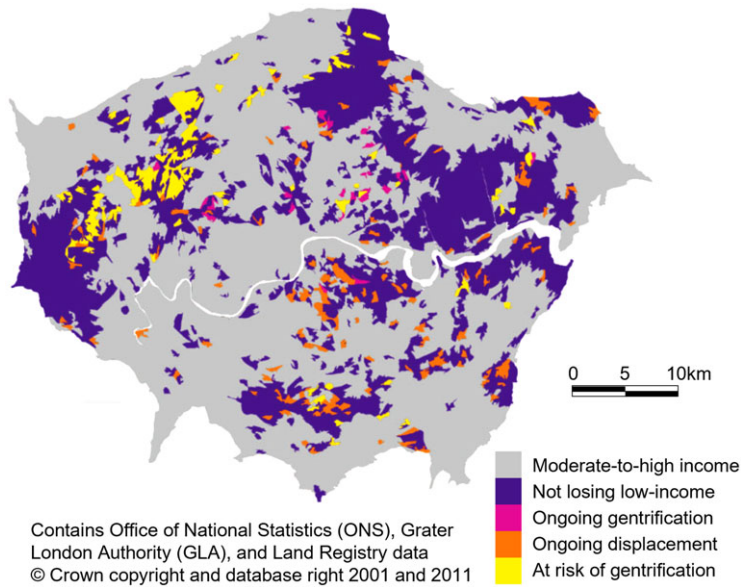 0 5 10km
Moderate-to-high income
Not losing low-income
Ongoing gentrification
Ongoing displacement
At risk of gentrification
Contains Office of National Statistics (ONS), Grater
London Authority (GLA), and Land Registry data
© Crown copyright and database right 2001 and 2011